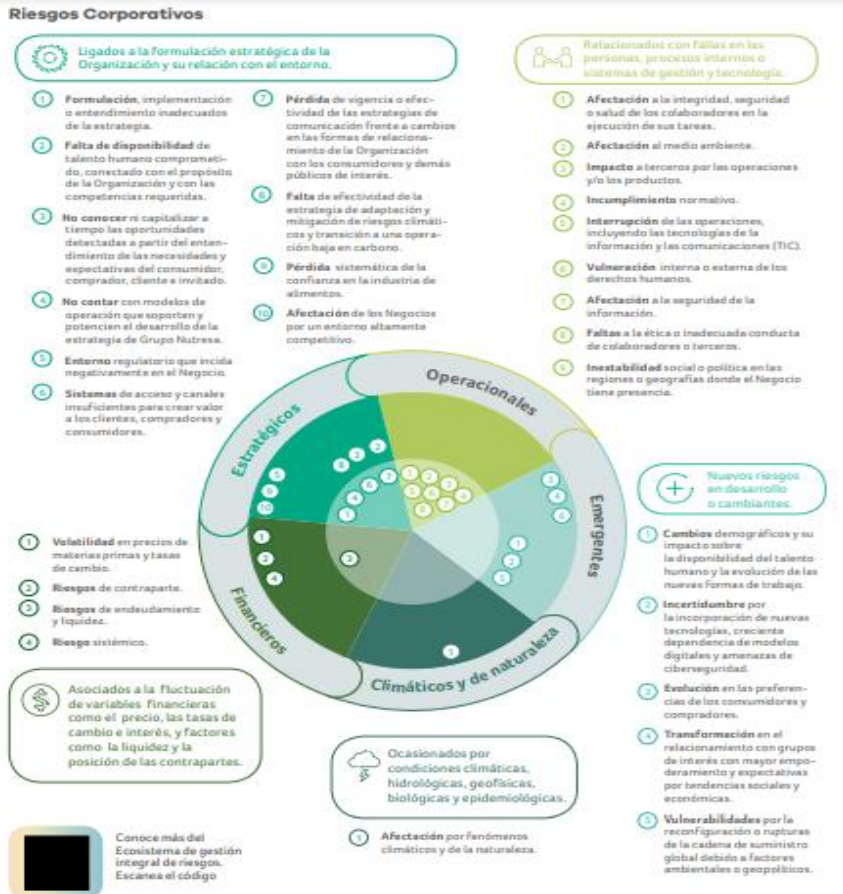 Riesgos Corporativos
Ligados a la formulación estratégica de la
Organización y su relación con el entorno.
1 Formulación, implementación
o entendimiento inadecuados
de la estrategia.
2 Falta de disponibilidad de
talento humano comprometi-
do, conectado con el propósito
de la Organización y con las
competencias requeridas.
3 No conocer ni capitalizar a
tiempo las oportunidades
detectadas a partir del enten-
dimiento de las necesidades y
expectativas del consumidor,
comprador, cliente e invitado.
4 No contar con modelos de
operación que soporten y
potencien el desarrollo de la
estrategia de Grupo Nutresa.
5 Entorno regulatorio que incida
negativamente en el Negocio.
6 Sistemas de acceso y canales
insuficientes para crear valor
a los clientes, compradores y
consumidores.
7 Pérdida de vigencia o efec-
tividad de las estrategias de
comunicación frente a cambios
en las formas de relaciona-
miento de la Organización
con los consumidores y demás
públicos de interés.
8 Falta de efectividad de la
estrategia de adaptación y
mitigación de riesgos climáti-
cos y transición a una opera-
ción baja en carbono.
9 Pérdida sistemática de la
confianza en la industria de
alimentos.
10 Afectación de los Negocios
por un entorno altamente
competitivo.
Relacionados con fallas en las
personas, procesos internos o
sistemas de gestión y tecnología.
1 Afectación a la integridad, seguridad
o salud de los colaboradores en la
ejecución de sus tareas.
2 Afectación al medio ambiente.
3 Impacto a terceros por las operaciones
y/o los productos.
4 Incumplimiento normativo.
5 Interrupción de las operaciones,
incluyendo las tecnologías de la
información y las comunicaciones (TIC).
6 Vulneración interna o externa de los
derechos humanos.
7 Afectación a la seguridad de la
información.
8 Faltas a la ética o inadecuada conducta
de colaboradores o terceros.
9 Inestabilidad social o política en las
regiones o geografías donde el Negocio
tiene presencia.
Estratégicos
Operacionales
Emergentes
Climáticos y de naturaleza
Financieros
Nuevos riesgos
en desarrollo
o cambiantes.
1 Cambios demográficos y su
impacto sobre
la disponibilidad del talento
humano y la evolución de las
nuevas formas de trabajo.
2 Incertidumbre por
la incorporación de nuevas
tecnologías, creciente
dependencia de modelos
digitales y amenazas de
ciberseguridad.
3 Evolución en las preferen-
cias de los consumidores y
compradores.
4 Transformación en el
relacionamiento con grupos
de interés con mayor empo-
deramiento y expectativas
por tendencias sociales y
económicas.
5 Vulnerabilidades por la
reconfiguración o rupturas
de la cadena de suministro
global debido a factores
ambientales o geopolíticos.
1 Volatilidad en precios de
materias primas y tasas
de cambio.
2 Riesgos de contraparte.
3 Riesgos de endeudamiento
y liquidez.
4 Riesgo sistémico.
Asociados a la fluctuación
de variables financieras
como el precio, las tasas de
cambio e interés, y factores
como la liquidez y la
posición de las contrapartes.
Ocasionados por
condiciones climáticas,
hidrológicas, geofísicas,
biológicas y epidemiológicas.
1 Afectación por fenómenos
climáticos y de la naturaleza.
Conoce más del
Ecosistema de gestión
integral de riesgos.
Escanea el código